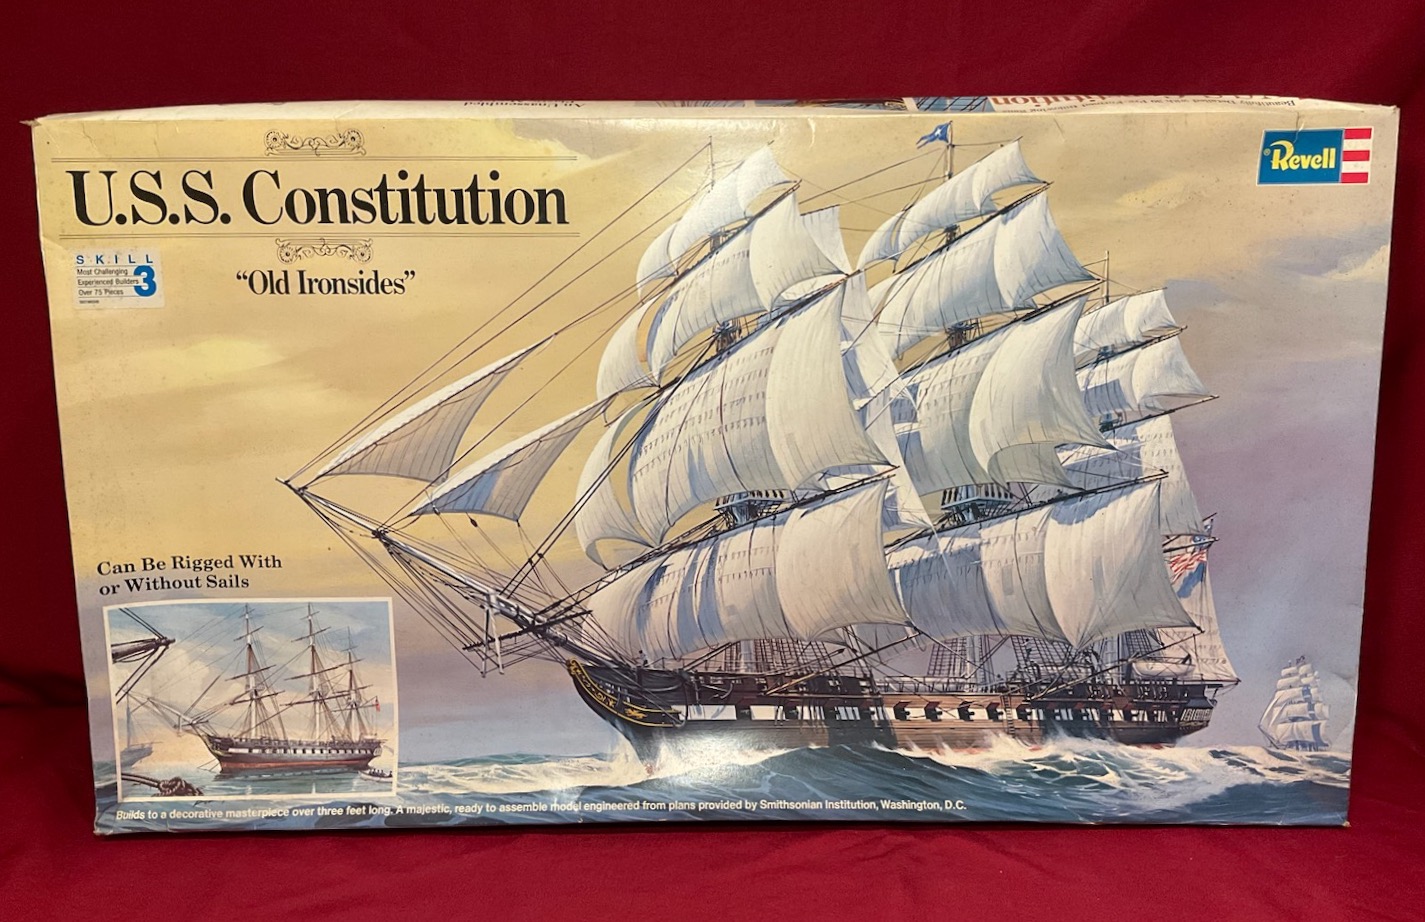 U.S.S. Constitution
"Old Ironsides"
SKILL
Most Challenging
Experienced Builders
Over 75 Pieces
3
Revell
Can Be Rigged With
or Without Sails
Builds to a decorative masterpiece over three feet long. A majestic, ready to assemble model engineered from plans provided by Smithsonian Institution, Washington, D.C.